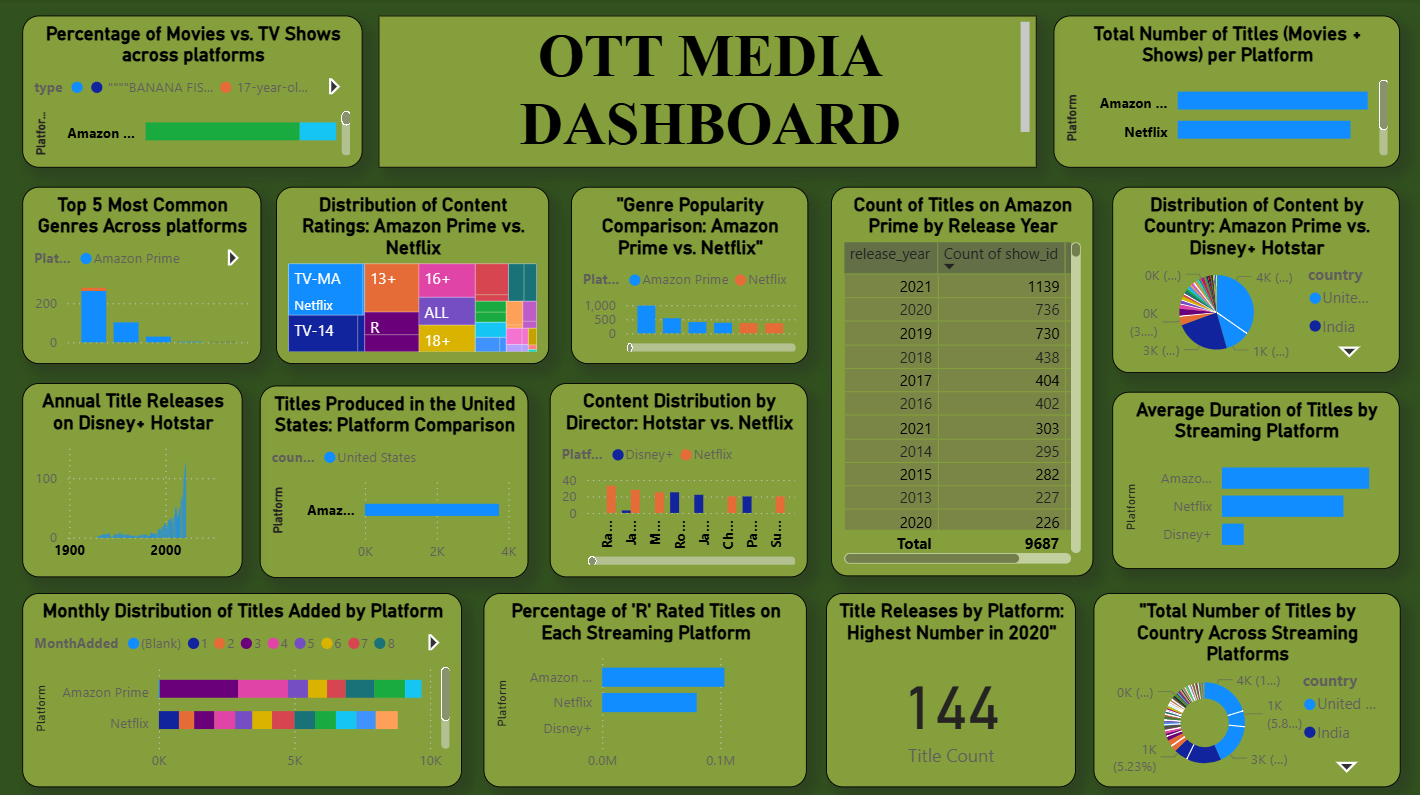 Percentage of Movies vs. TV Shows
across platforms
type """"BANANA FIS... 17-year-ol...
Platfor...
Amazon ...
OTT MEDIA
DASHBOARD
Total Number of Titles (Movies +
Shows) per Platform
Platform
Amazon ...
Netflix
Top 5 Most Common
Genres Across platforms
Plat... Amazon Prime
200
0
Distribution of Content
Ratings: Amazon Prime vs.
Netflix
TV-MA
Netflix
TV-14
13+
R
16+
ALL
18+
"Genre Popularity
Comparison: Amazon
Prime vs. Netflix"
Plat... Amazon Prime Netflix
1,000
500
0
Count of Titles on Amazon
Prime by Release Year
release_year Count of show_id
2021 1139
2020 736
2019 730
2018 438
2017 404
2016 402
2021 303
2014 295
2015 282
2013 227
2020 226
Total 9687
Distribution of Content by
Country: Amazon Prime vs.
Disney+ Hotstar
0K (...)
4K (...)
0K
(3....)
3K (...)
1K (...)
country
Unite...
India
Annual Title Releases
on Disney+ Hotstar
100
0
1900 2000
Titles Produced in the United
States: Platform Comparison
coun... United States
Platform
Amaz...
0K 2K 4K
Content Distribution by
Director: Hotstar vs. Netflix
Platf... Disney+ Netflix
40
20
0
Ra... Ja... M... Ro... Ja... Ch... Pa... Su...
Average Duration of Titles by
Streaming Platform
Platform
Amazo...
Netflix
Disney+
Monthly Distribution of Titles Added by Platform
MonthAdded (Blank) 1 2 3 4 5 6 7 8
Platform
Amazon Prime
Netflix
0K 5K 10K
Percentage of 'R' Rated Titles on
Each Streaming Platform
Platform
Amazon ...
Netflix
Disney+
0.0M 0.1M
Title Releases by Platform:
Highest Number in 2020"
144
Title Count
"Total Number of Titles by
Country Across Streaming
Platforms
0K (...)
4K (1...)
1K
(5.8...)
1K
(5.23%)
3K (...)
country
United ...
India